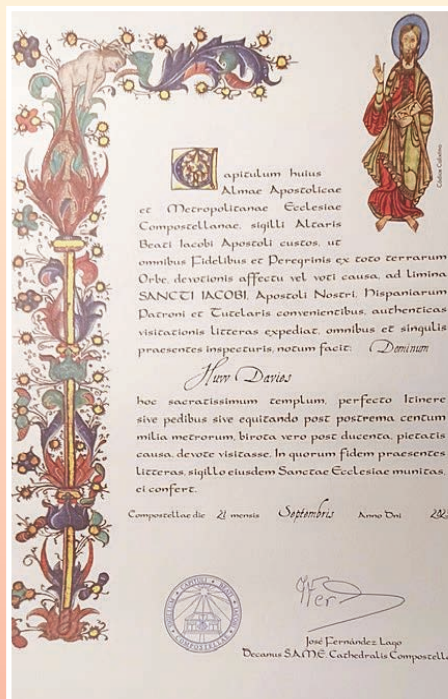 Capitulum huius
Almae Apostolicae
et Metropolitanae Ecclesiae
Compostellanae, sigilli Altaris
Beati Iacobi Apostoli custos, ut
omnibus Fidelibus et Peregrinis ex toto terrarum
Orbe, devotionis affectu vel voti causa, ad limina
SANCTI IACOBI, Apostoli Nostri, Hispaniarum
Patroni et Tutelaris convenientibus, authenticas
visitationis litteras expediat, omnibus et singulis
praesentes inspecturis, notum facit: Dominum
Huw Davies
hoc sacratissimum templum, perfecto Itinere
sive pedibus sive equitando post postrema centum
milia metrorum, birota vero post ducenta, pietatis
causa, devote visitasse. In quorum fidem praesentes
litteras, sigillo eiusdem Sanctae Ecclesiae munitas,
ei confert.
Compostellae die 21 mensis Septembris Anno Dni
José Fernández Lago
Decanus S.A.M.E. Cathedralis